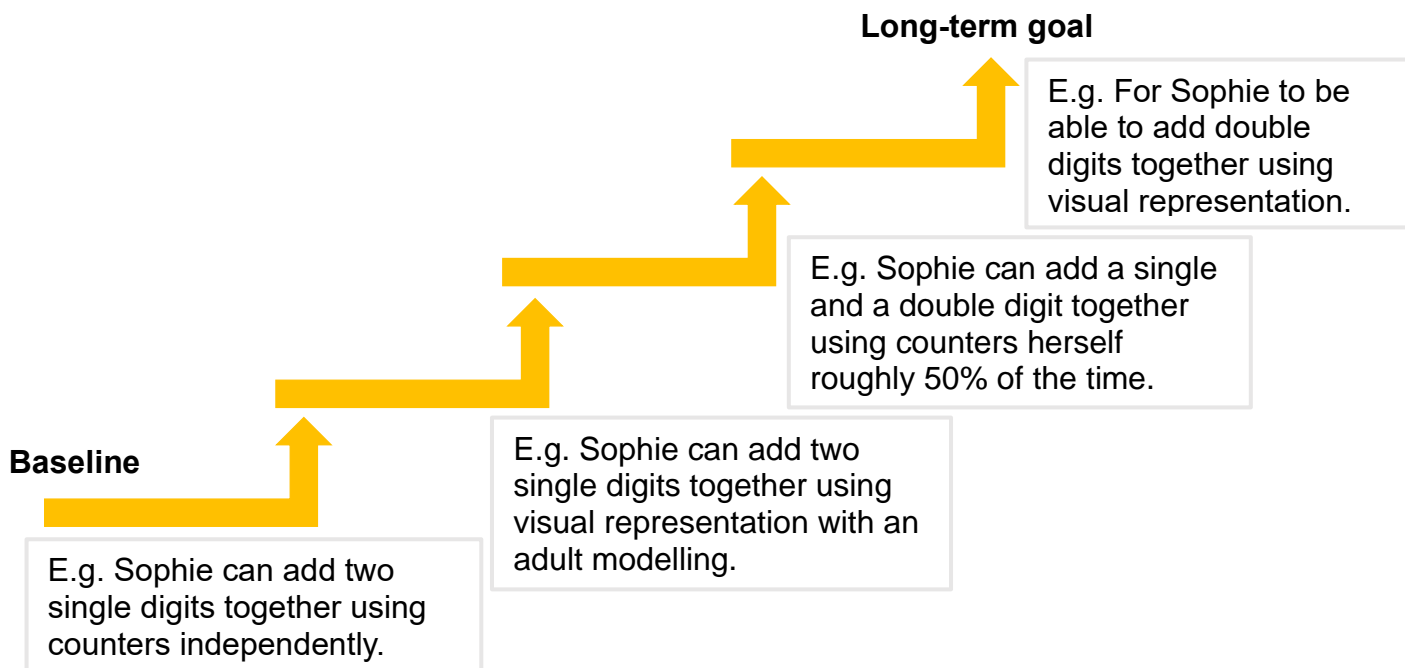 Long-term goal
E.g. For Sophie to be
able to add double
digits together using
visual representation.
E.g. Sophie can add a single
and a double digit together
using counters herself
roughly 50% of the time.
Baseline
E.g. Sophie can add two
single digits together using
visual representation with an
adult modelling.
E.g. Sophie can add two
single digits together using
counters independently.